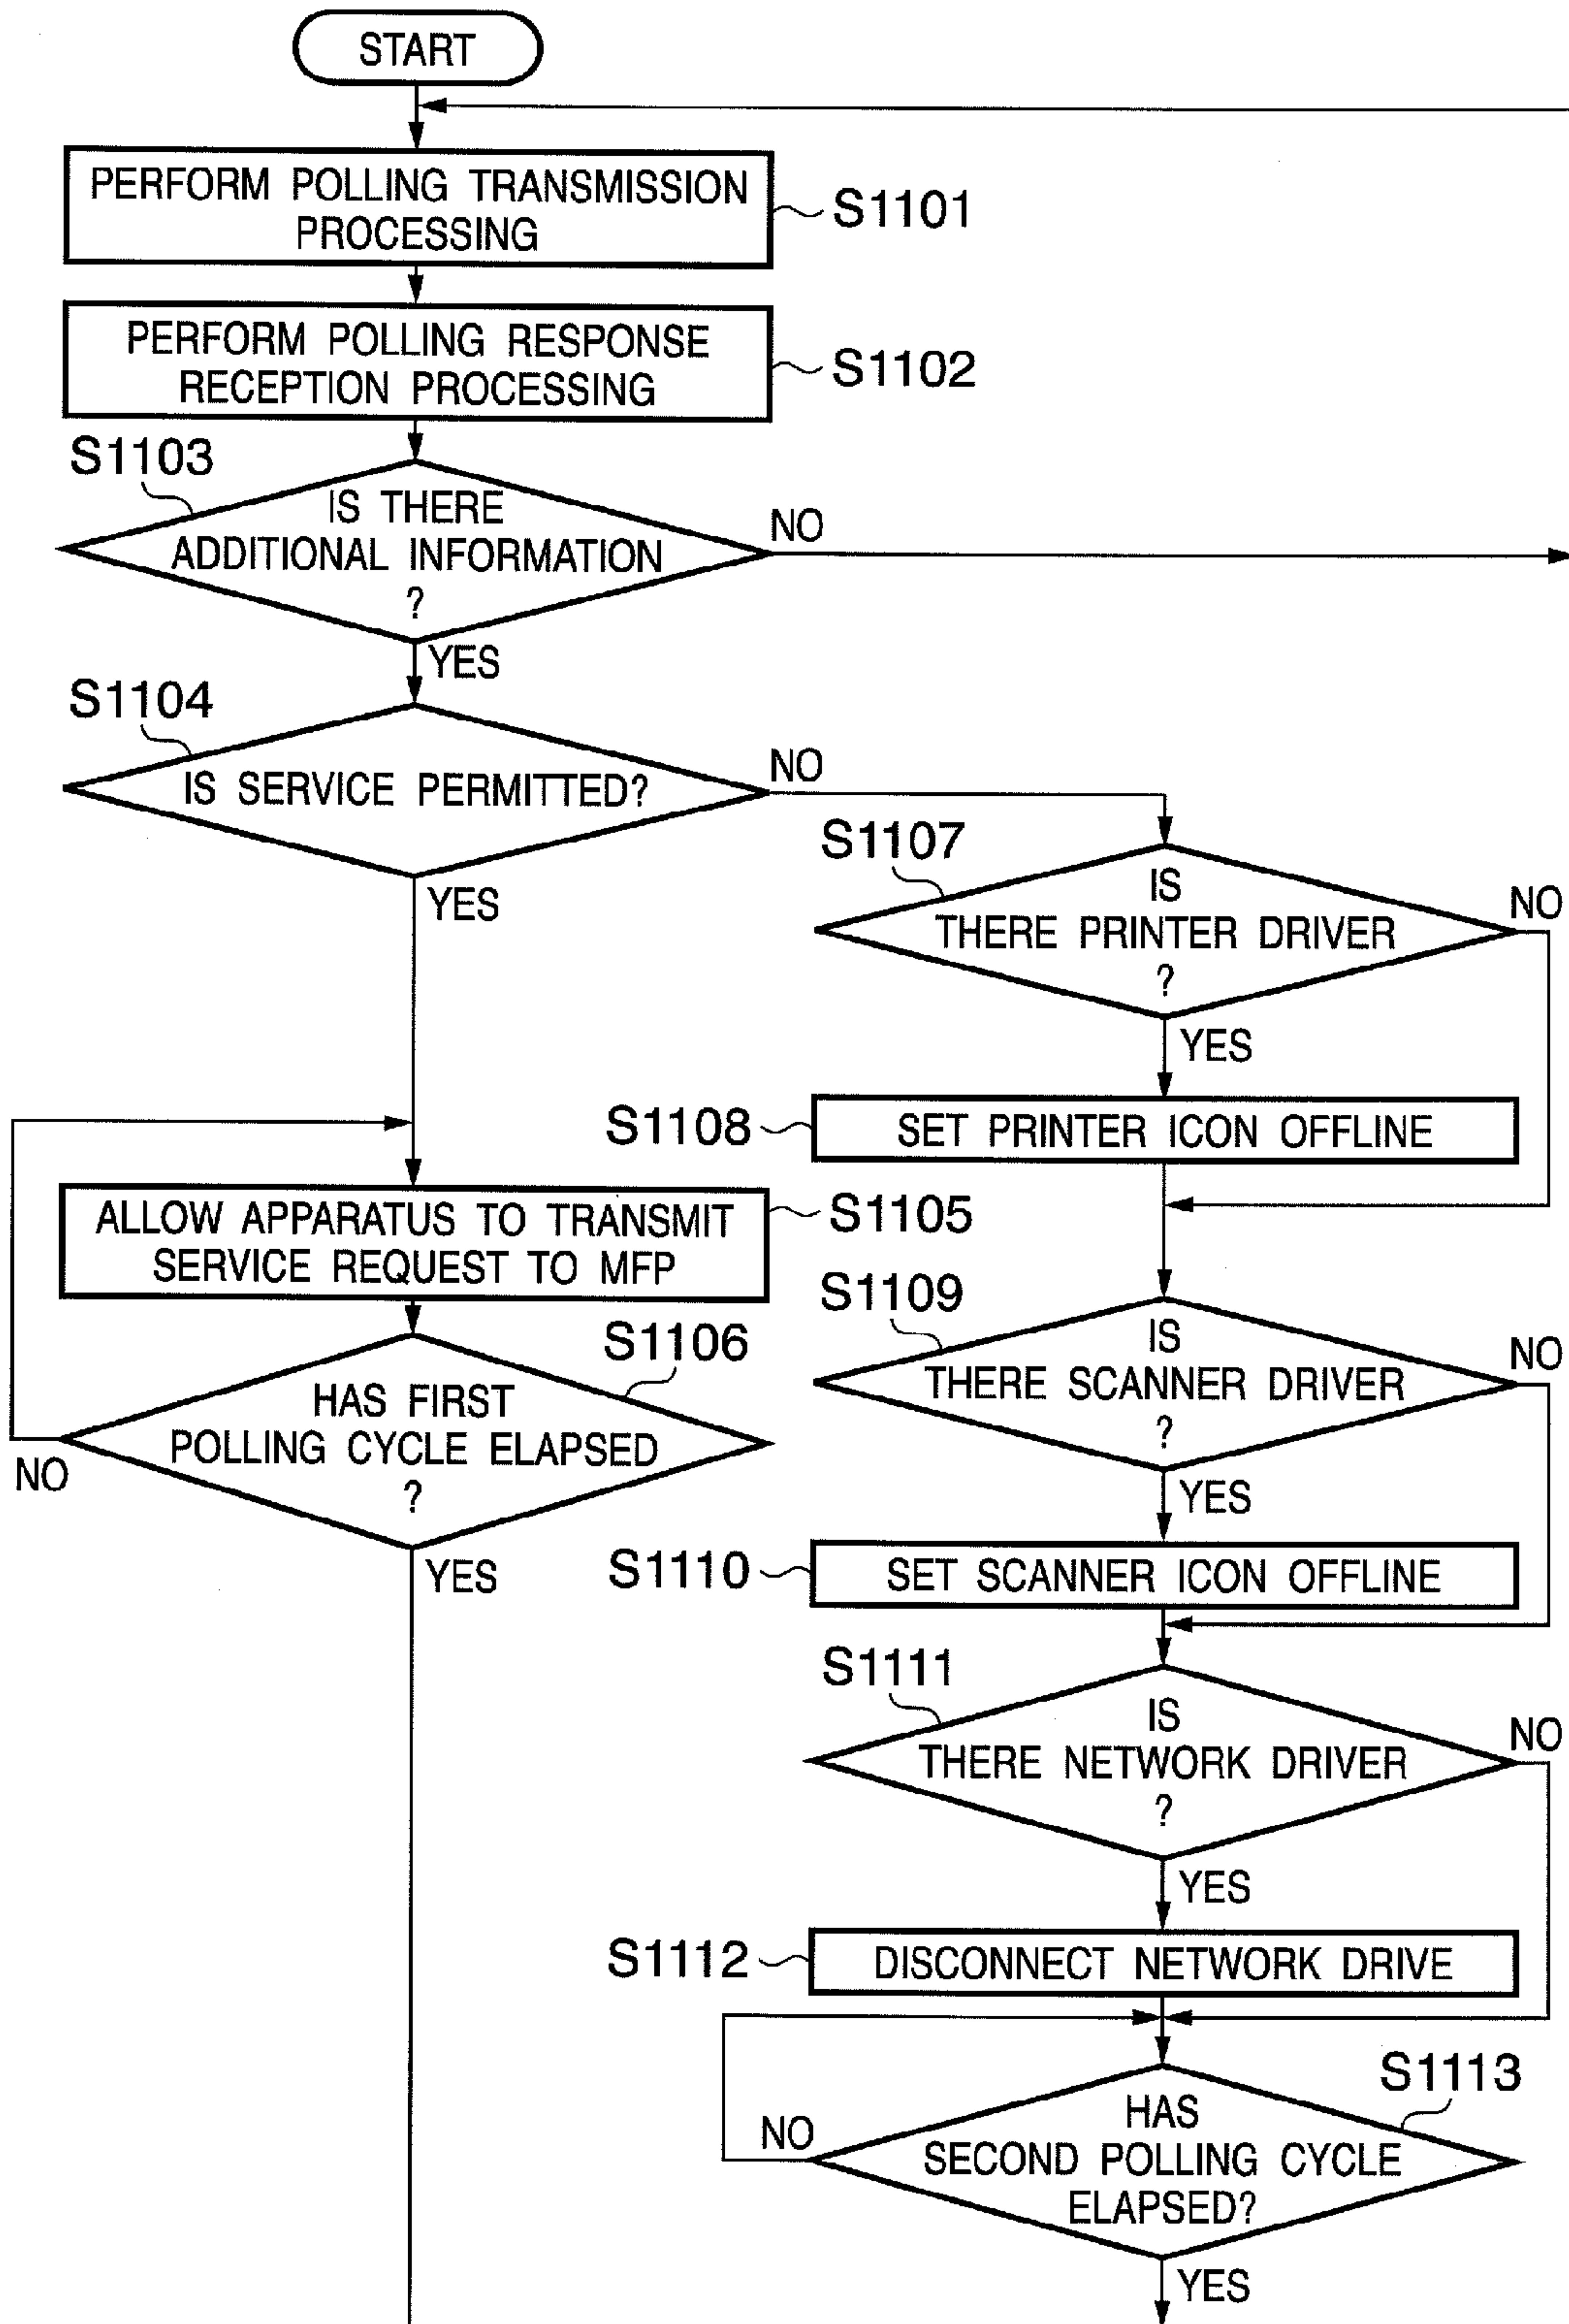 START
PERFORM POLLING TRANSMISSION
PROCESSING
S1101
PERFORM POLLING RESPONSE
RECEPTION PROCESSING
S1102
S1103
IS THERE
ADDITIONAL INFORMATION
?
NO
YES
S1104
IS SERVICE PERMITTED?
NO
YES
S1107
IS
THERE PRINTER DRIVER
?
NO
YES
S1108
SET PRINTER ICON OFFLINE
ALLOW APPARATUS TO TRANSMIT
SERVICE REQUEST TO MFP
S1105
S1106
HAS FIRST
POLLING CYCLE ELAPSED
?
NO
YES
S1109
IS
THERE SCANNER DRIVER
?
NO
YES
S1110
SET SCANNER ICON OFFLINE
S1111
IS
THERE NETWORK DRIVER
?
NO
YES
S1112
DISCONNECT NETWORK DRIVE
S1113
HAS
SECOND POLLING CYCLE
ELAPSED?
NO
YES